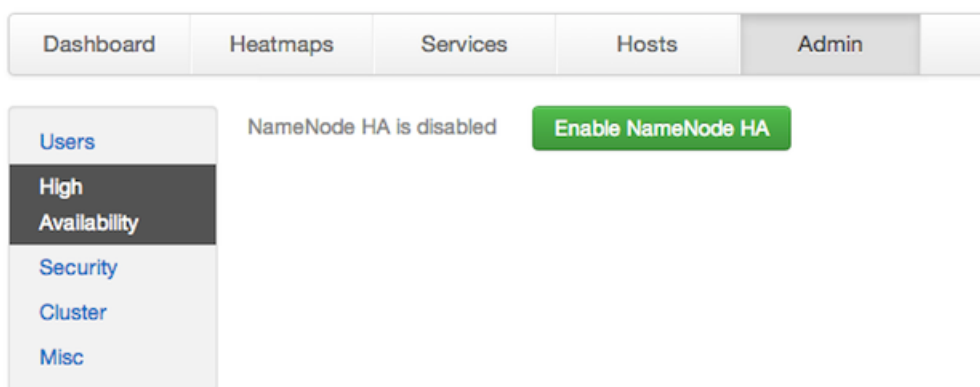 Dashboard Heatmaps Services Hosts Admin
Users
High
Availability
Security
Cluster
Misc
NameNode HA is disabled Enable NameNode HA